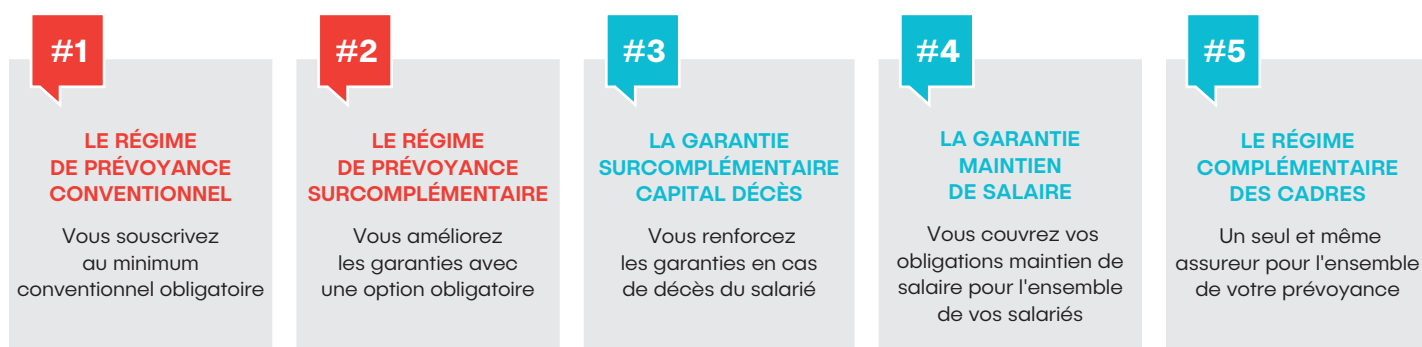 #1
LE RÉGIME
DE PRÉVOYANCE
CONVENTIONNEL
Vous souscrivez
au minimum
conventionnel obligatoire
#2
LE RÉGIME
DE PRÉVOYANCE
SURCOMPLÉMENTAIRE
Vous améliorez
les garanties avec
une option obligatoire
#3
LA GARANTIE
SURCOMPLÉMENTAIRE
CAPITAL DÉCÈS
Vous renforcez
les garanties en cas
de décès du salarié
#4
LA GARANTIE
MAINTIEN
DE SALAIRE
Vous couvrez vos
obligations maintien de
salaire pour l'ensemble
de vos salariés
#5
LE RÉGIME
COMPLÉMENTAIRE
DES CADRES
Un seul et même
assureur pour l'ensemble
de votre prévoyance